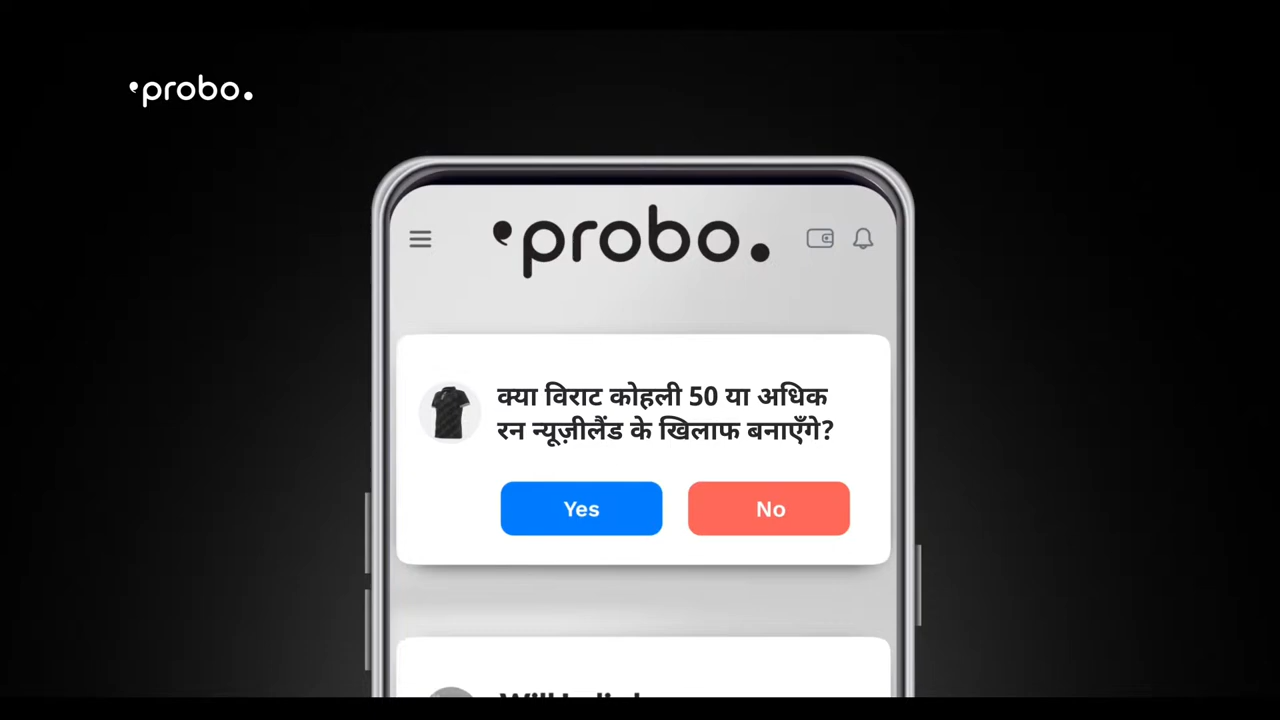 probo.
probo.
क्या विराट कोहली 50 या अधिक
रन न्यूज़ीलैंड के खिलाफ बनाएँगे?
Yes
No